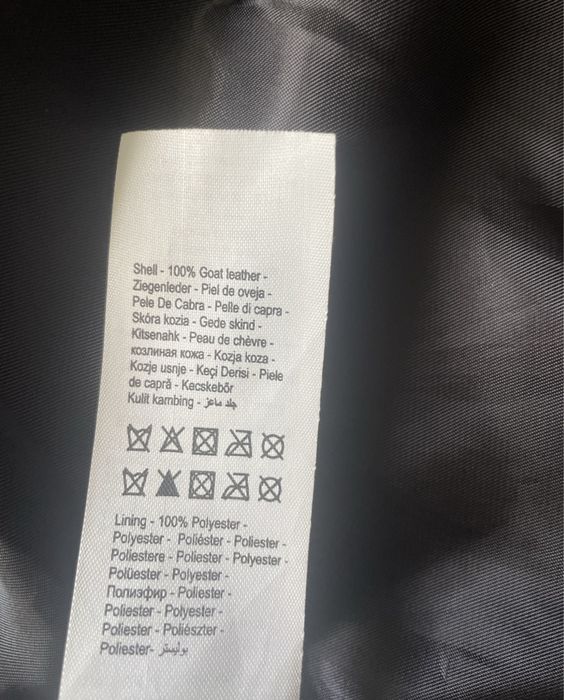 Shell - 100% Goat leather -
Ziegenleder - Piel de oveja -
Pele De Cabra - Pelle di capra -
Skóra kozia - Gede skind -
Kitsenahk - Peau de chèvre -
козлиная кожа - Kozja koza -
Kozje usnje - Keçi Derisi - Piele
de capră - Kecskebőr
Kulit kambing - جلد ماعز
Lining - 100% Polyester -
Polyester - Poliéster - Poliester -
Poliestere - Poliester - Polyester -
Polüester - Polyester -
Полиэфир - Poliester -
Poliester - Polyester -
Poliester - Poliészter -
Poliester- بوليستر